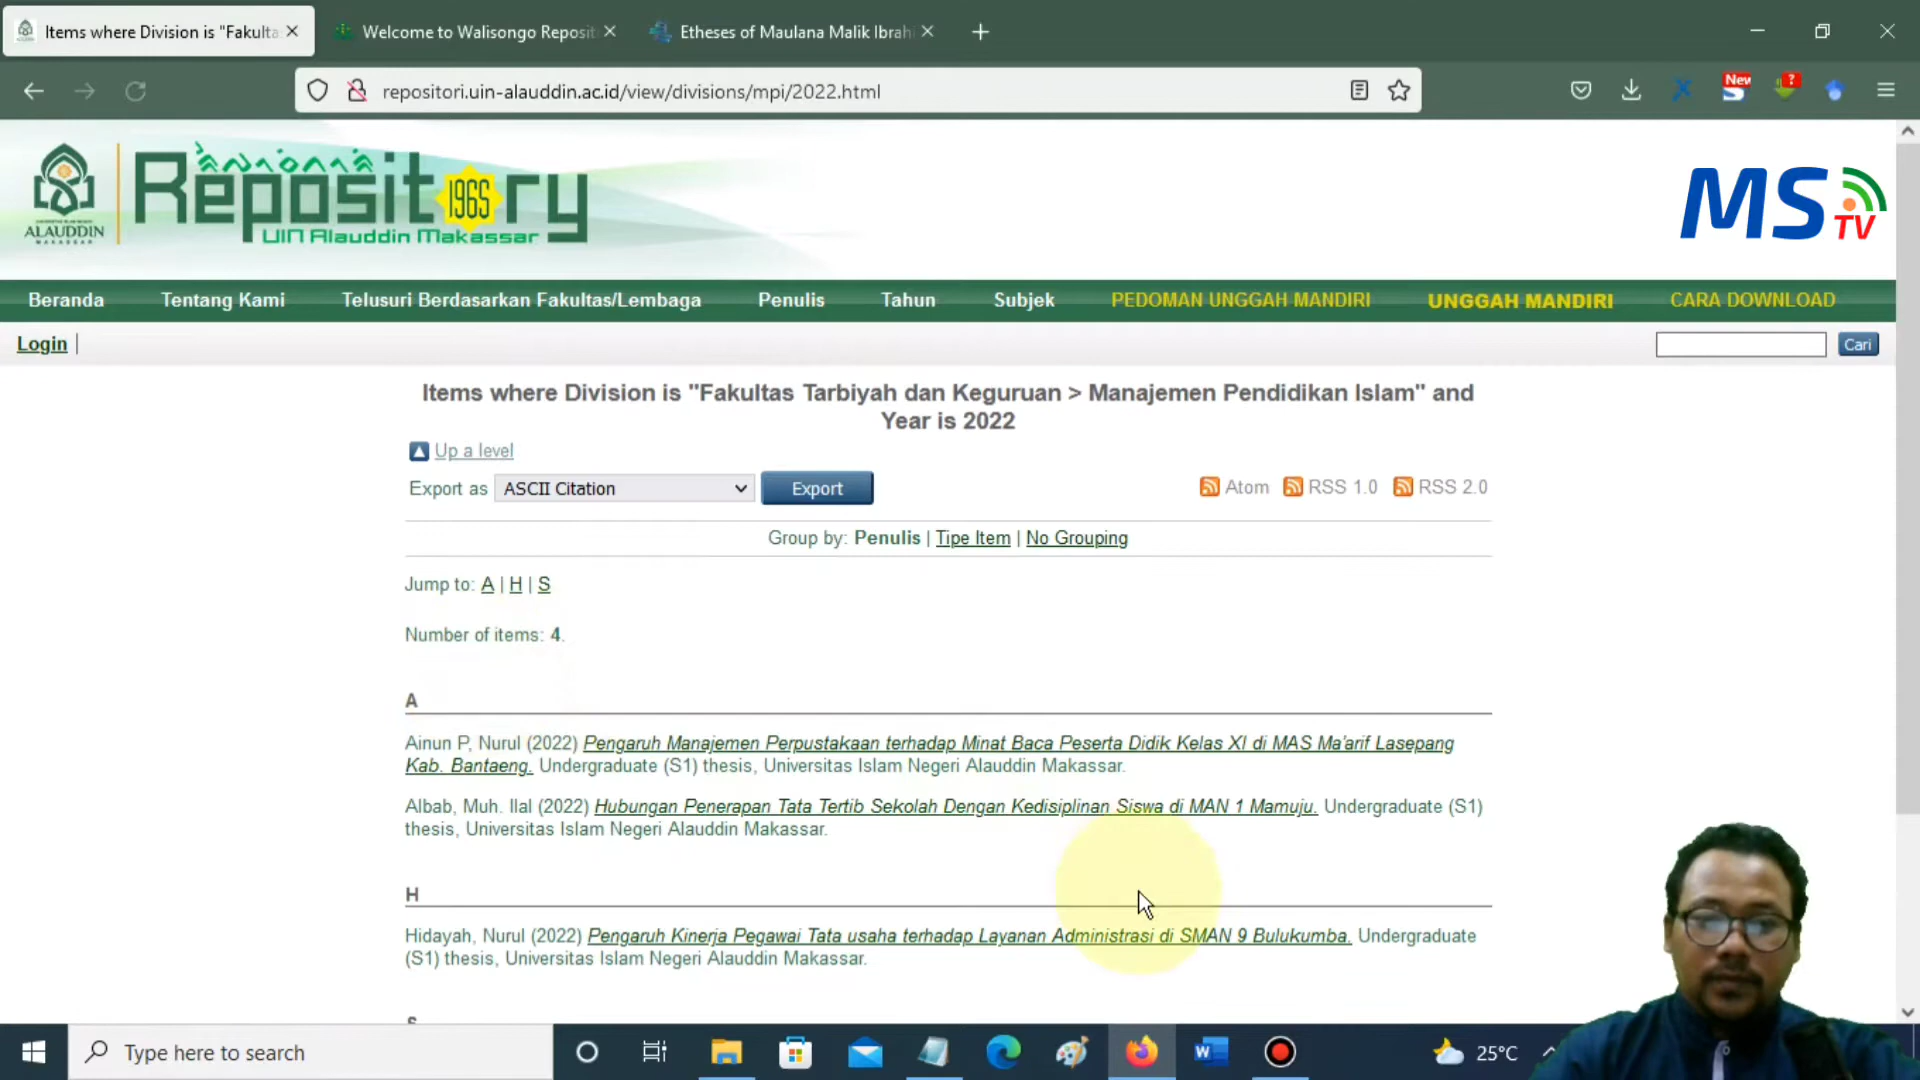 Items where Division is "Fakulta
Welcome to Walisongo Reposit
Etheses of Maulana Malik Ibrahi
repositori.uin-alauddin.ac.id/view/divisions/mpi/2022.html
New
?
ALAUDDIN
MAKASSAR
Repository
1965
UIN Alauddin Makassar
MS
TV
Beranda Tentang Kami Telusuri Berdasarkan Fakultas/Lembaga Penulis Tahun Subjek PEDOMAN UNGGAH MANDIRI UNGGAH MANDIRI CARA DOWNLOAD
Login |
Cari
Items where Division is "Fakultas Tarbiyah dan Keguruan > Manajemen Pendidikan Islam" and
Year is 2022
Up a level
Export as ASCII Citation Export Atom RSS 1.0 RSS 2.0
Group by: Penulis | Tipe Item | No Grouping
Jump to: A | H | S
Number of items: 4.
A
Ainun P, Nurul (2022) Pengaruh Manajemen Perpustakaan terhadap Minat Baca Peserta Didik Kelas XI di MAS Ma'arif Lasepang
Kab. Bantaeng. Undergraduate (S1) thesis, Universitas Islam Negeri Alauddin Makassar.
Albab, Muh. Ilal (2022) Hubungan Penerapan Tata Tertib Sekolah Dengan Kedisiplinan Siswa di MAN 1 Mamuju. Undergraduate (S1)
thesis, Universitas Islam Negeri Alauddin Makassar.
H
Hidayah, Nurul (2022) Pengaruh Kinerja Pegawai Tata usaha terhadap Layanan Administrasi di SMAN 9 Bulukumba. Undergraduate
(S1) thesis, Universitas Islam Negeri Alauddin Makassar.
S
Type here to search
25°C